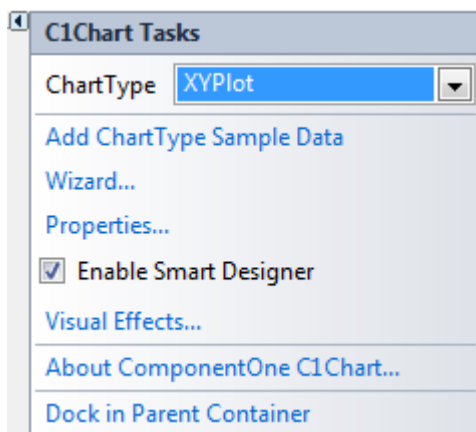 C1Chart Tasks
ChartType XYPlot
Add ChartType Sample Data
Wizard...
Properties...
Enable Smart Designer
Visual Effects...
About ComponentOne C1Chart...
Dock in Parent Container